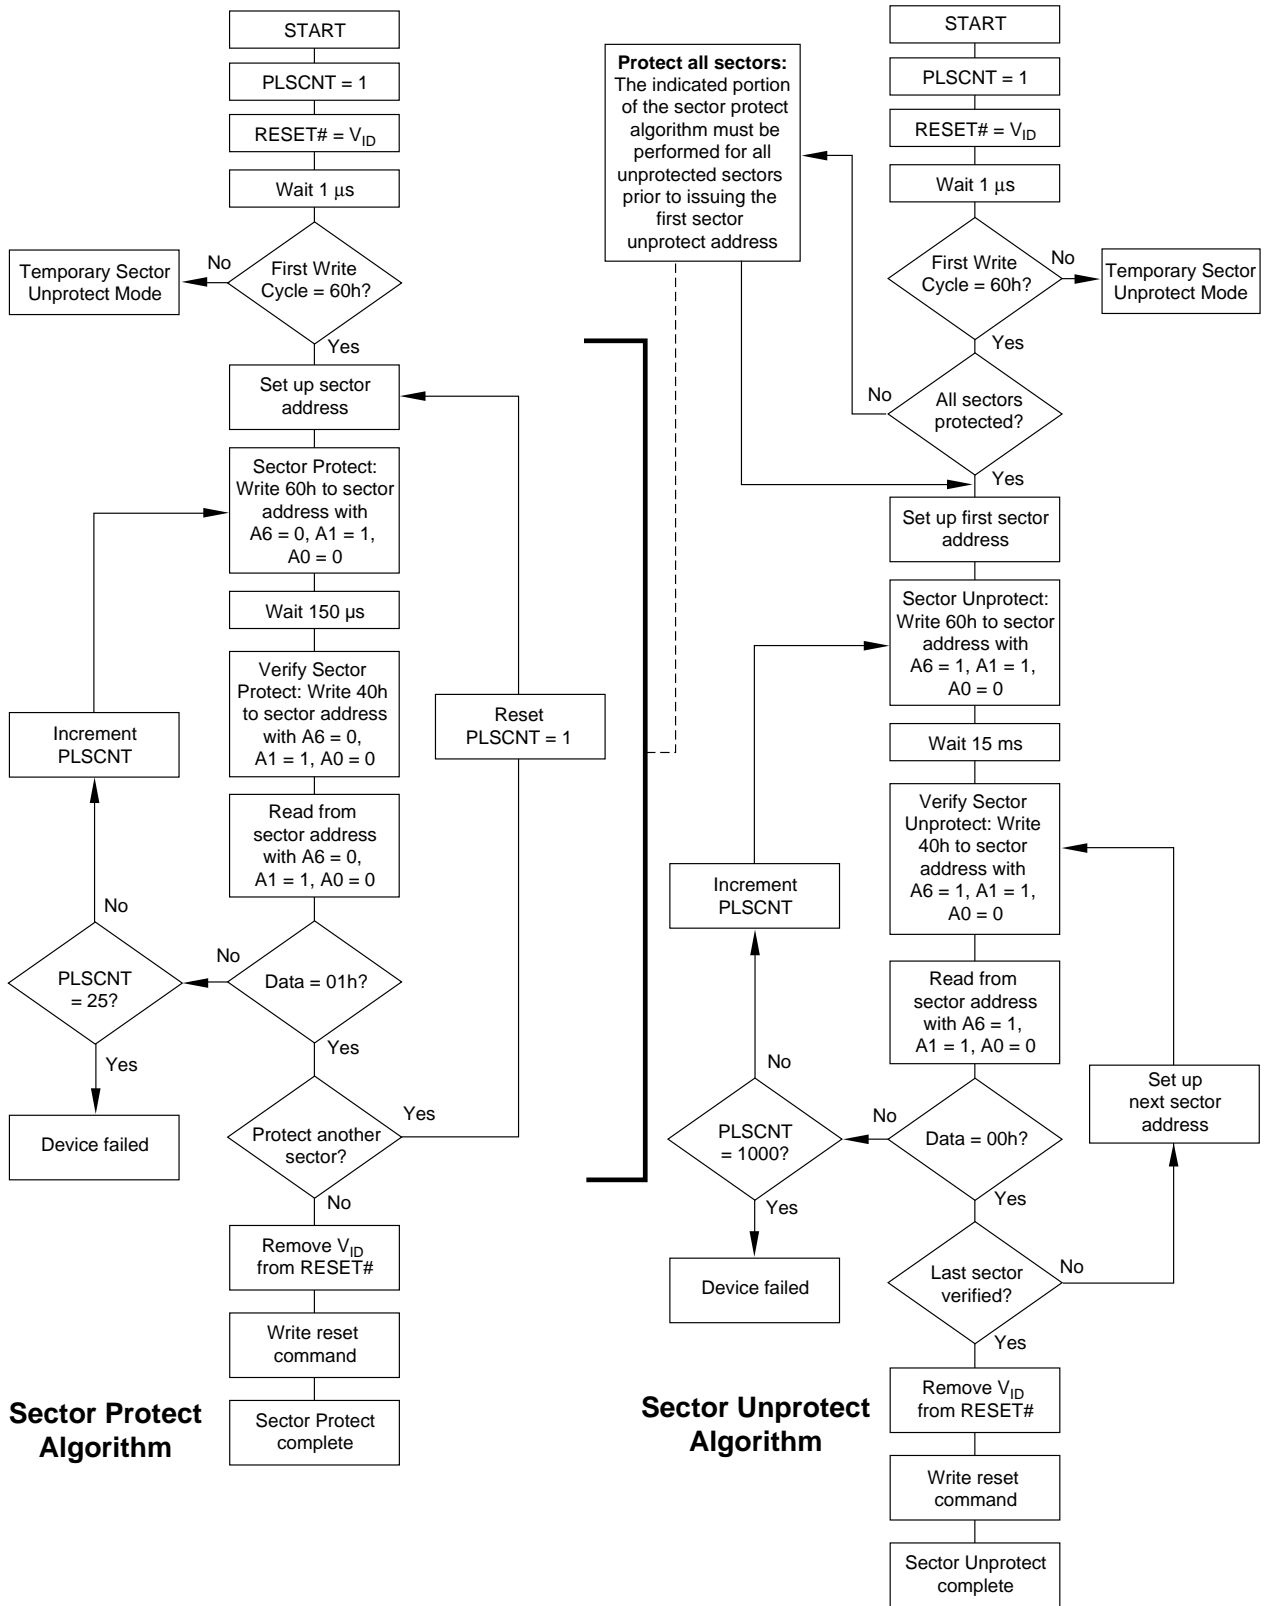 START
PLSCNT = 1
RESET# = VID
Wait 1 μs
First Write
Cycle = 60h?
No
Temporary Sector
Unprotect Mode
Yes
Set up sector
address
Sector Protect:
Write 60h to sector
address with
A6 = 0, A1 = 1,
A0 = 0
Wait 150 µs
Verify Sector
Protect: Write 40h
to sector address
with A6 = 0,
A1 = 1, A0 = 0
Increment
PLSCNT
Reset
PLSCNT = 1
Read from
sector address
with A6 = 0,
A1 = 1, A0 = 0
No
PLSCNT
= 25?
No
Data = 01h?
Yes
Yes
Device failed
Protect another
sector?
Yes
No
Remove VID
from RESET#
Write reset
command
Sector Protect
complete
Sector Protect
Algorithm
Protect all sectors:
The indicated portion
of the sector protect
algorithm must be
performed for all
unprotected sectors
prior to issuing the
first sector
unprotect address
START
PLSCNT = 1
RESET# = VID
Wait 1 μs
First Write
Cycle = 60h?
No
Temporary Sector
Unprotect Mode
Yes
No
All sectors
protected?
Yes
Set up first sector
address
Sector Unprotect:
Write 60h to sector
address with
A6 = 1, A1 = 1,
A0 = 0
Wait 15 ms
Verify Sector
Unprotect: Write
40h to sector
address with
A6 = 1, A1 = 1,
A0 = 0
Increment
PLSCNT
Read from
sector address
with A6 = 1,
A1 = 1, A0 = 0
No
Set up
next sector
address
PLSCNT
= 1000?
No
Data = 00h?
Yes
Yes
Device failed
Last sector
verified?
No
Yes
Remove VID
from RESET#
Write reset
command
Sector Unprotect
complete
Sector Unprotect
Algorithm